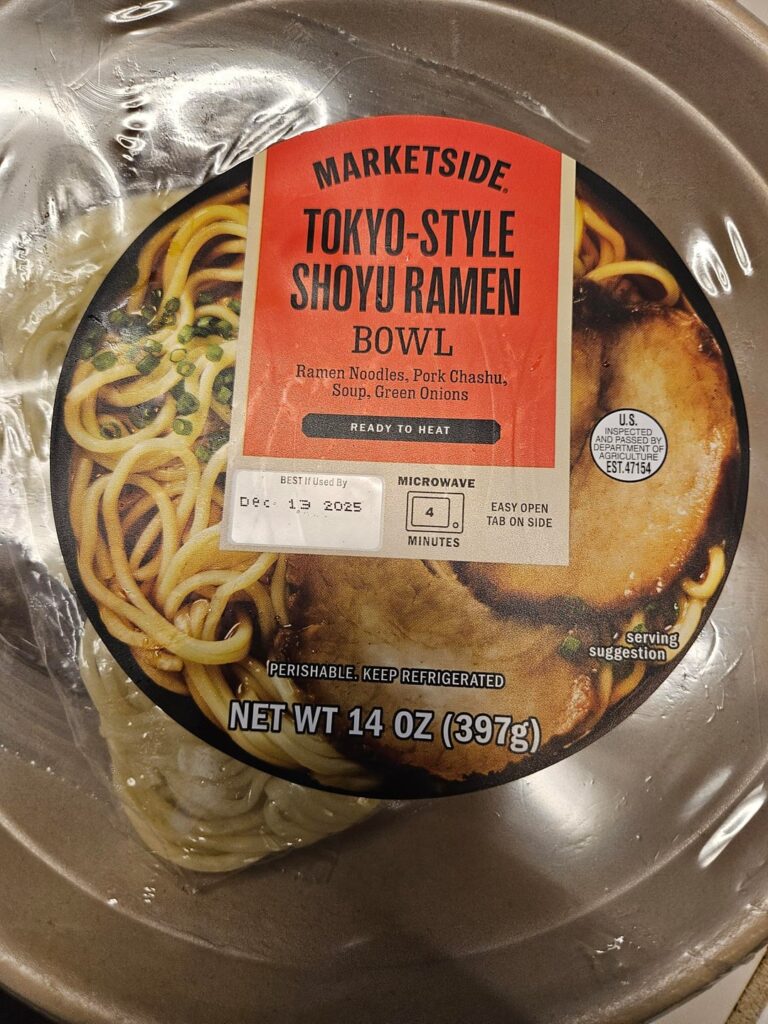 MARKETSIDE®
TOKYO-STYLE
SHOYU RAMEN
BOWL
Ramen Noodles, Pork Chashu,
Soup, Green Onions
READY TO HEAT
BEST If Used By
Dec 13 2025
MICROWAVE
4
MINUTES
EASY OPEN
TAB ON SIDE
U.S.
INSPECTED
AND PASSED BY
DEPARTMENT OF
AGRICULTURE
EST.47154
serving
suggestion
PERISHABLE. KEEP REFRIGERATED
NET WT 14 OZ (397g)